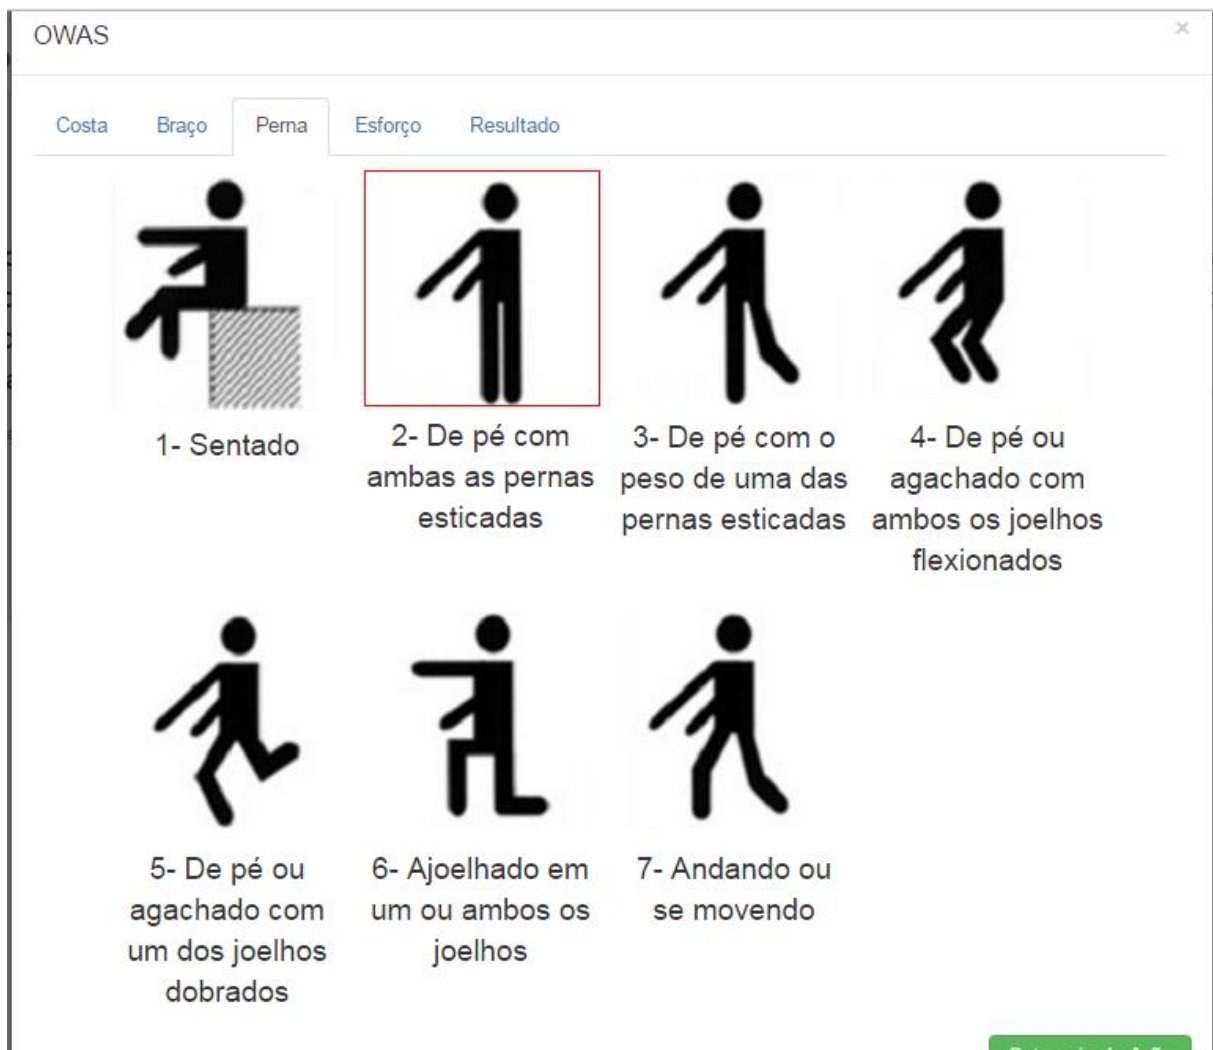 OWAS
×
Costa Braço Perna Esforço Resultado
1- Sentado
2- De pé com
ambas as pernas
esticadas
3- De pé com o
peso de uma das
pernas esticadas
4- De pé ou
agachado com
ambos os joelhos
flexionados
5- De pé ou
agachado com
um dos joelhos
dobrados
6- Ajoelhado em
um ou ambos os
joelhos
7- Andando ou
se movendo